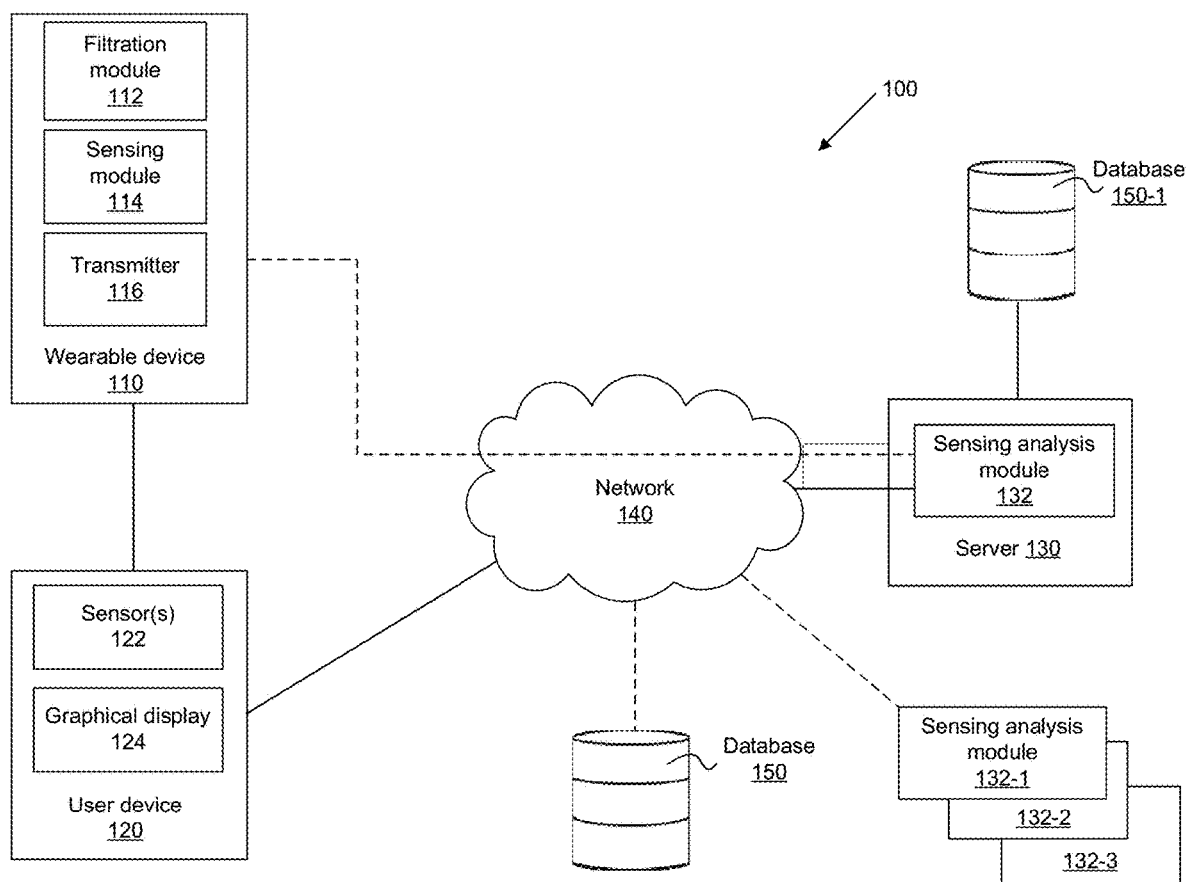 Filtration
module
112
Sensing
module
114
Transmitter
116
Wearable device
110
100
Database
150-1
Network
140
Sensing analysis
module
132
Server 130
Sensor(s)
122
Graphical display
124
User device
120
Database
150
Sensing analysis
module
132-1
132-2
132-3